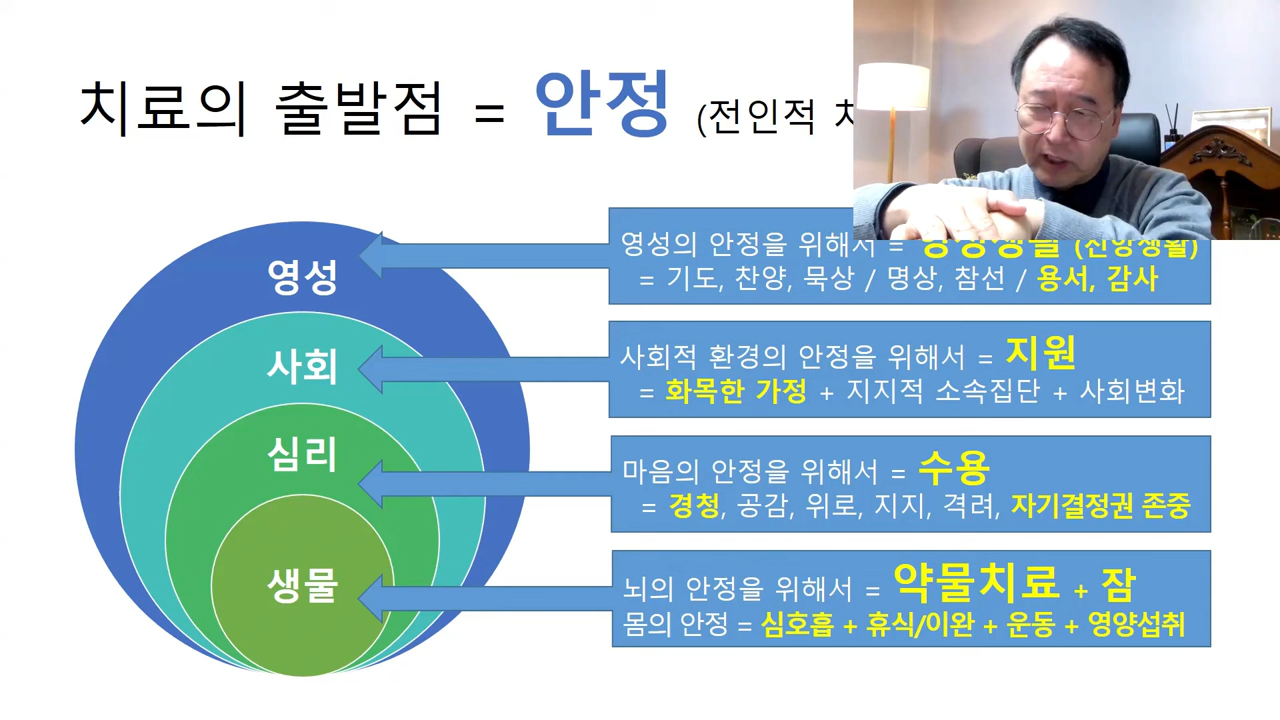 치료의 출발점 = 안정 (전인적
영성
사회
심리
생물
영성의 안정을 위해서 = (신앙생활)
= 기도, 찬양, 묵상 / 명상, 참선 / 용서, 감사
사회적 환경의 안정을 위해서 = 지원
= 화목한 가정 + 지지적 소속집단 + 사회변화
마음의 안정을 위해서 = 수용
= 경청, 공감, 위로, 지지, 격려, 자기결정권 존중
뇌의 안정을 위해서 = 약물치료 + 잠
몸의 안정 = 심호흡 + 휴식/이완 + 운동 + 영양섭취